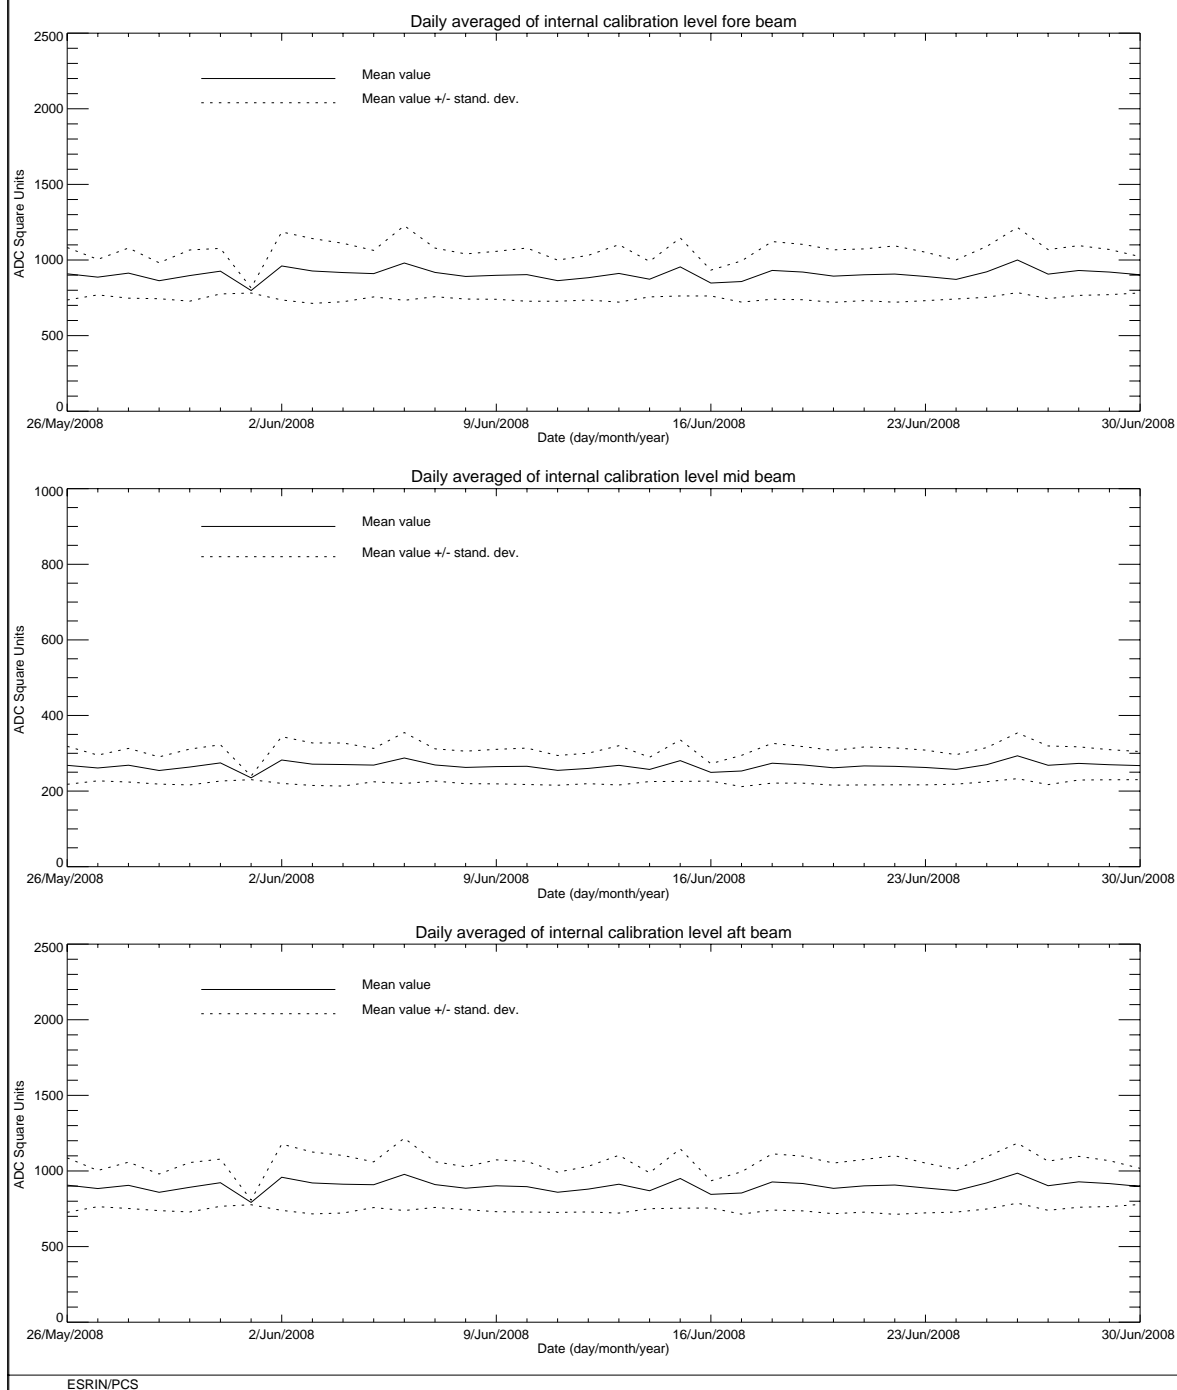 Daily averaged of internal calibration level fore beam
2500
2000
1500
1000
500
0
ADC Square Units
Mean value
Mean value +/- stand. dev.
26/May/2008 2/Jun/2008 9/Jun/2008 16/Jun/2008 23/Jun/2008 30/Jun/2008
Date (day/month/year)
Daily averaged of internal calibration level mid beam
1000
800
600
400
200
0
ADC Square Units
Mean value
Mean value +/- stand. dev.
26/May/2008 2/Jun/2008 9/Jun/2008 16/Jun/2008 23/Jun/2008 30/Jun/2008
Date (day/month/year)
Daily averaged of internal calibration level aft beam
2500
2000
1500
1000
500
0
ADC Square Units
Mean value
Mean value +/- stand. dev.
26/May/2008 2/Jun/2008 9/Jun/2008 16/Jun/2008 23/Jun/2008 30/Jun/2008
Date (day/month/year)
ESRIN/PCS